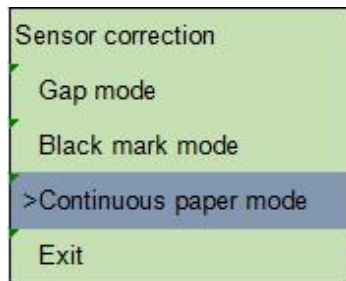 Sensor correction
Gap mode
Black mark mode
>Continuous paper mode
Exit